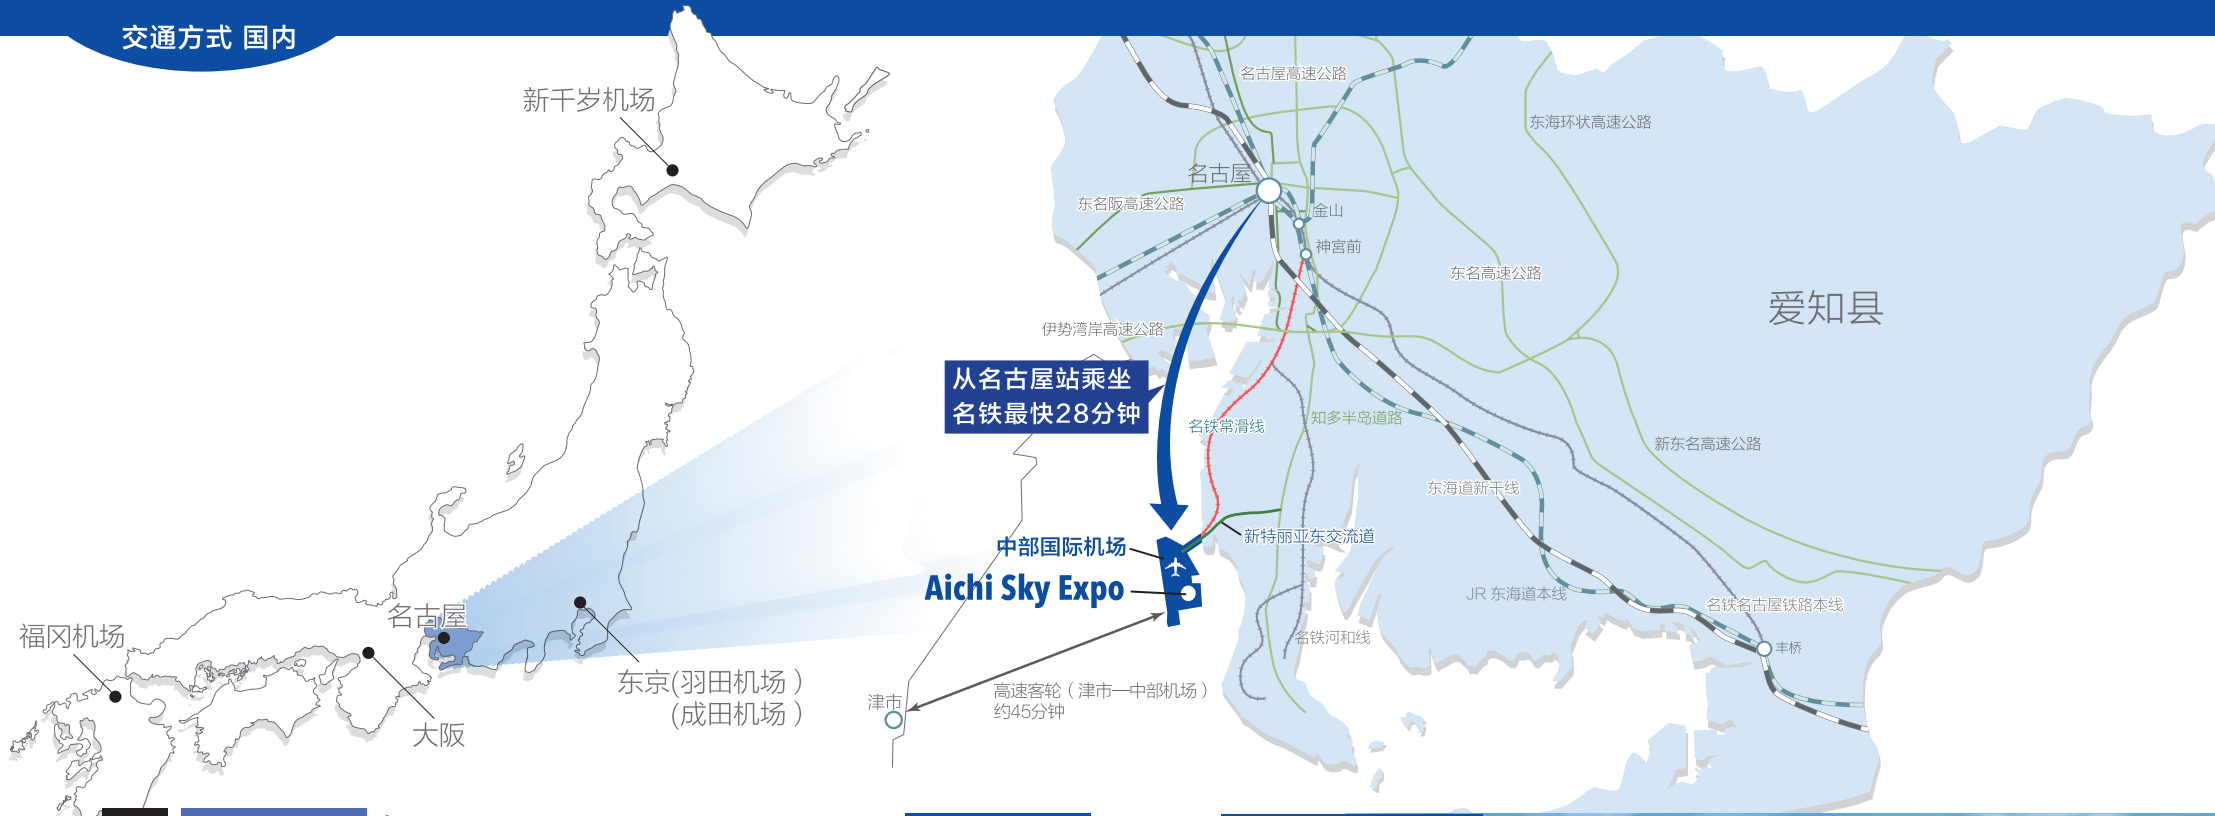 交通方式 国内
新千岁机场
名古屋
福冈机场
大阪
东京(羽田机场)
(成田机场)
名古屋高速公路
东海环状高速公路
名古屋
东名阪高速公路
金山
神宫前
东名高速公路
爱知县
伊势湾岸高速公路
从名古屋站乘坐
名铁最快28分钟
名铁常滑线
知多半岛道路
新东名高速公路
东海道新干线
新特丽亚东交流道
中部国际机场
Aichi Sky Expo
JR 东海道本线
名铁名古屋铁路本线
名铁河和线
丰桥
津市
高速客轮（津市—中部机场）
约45分钟